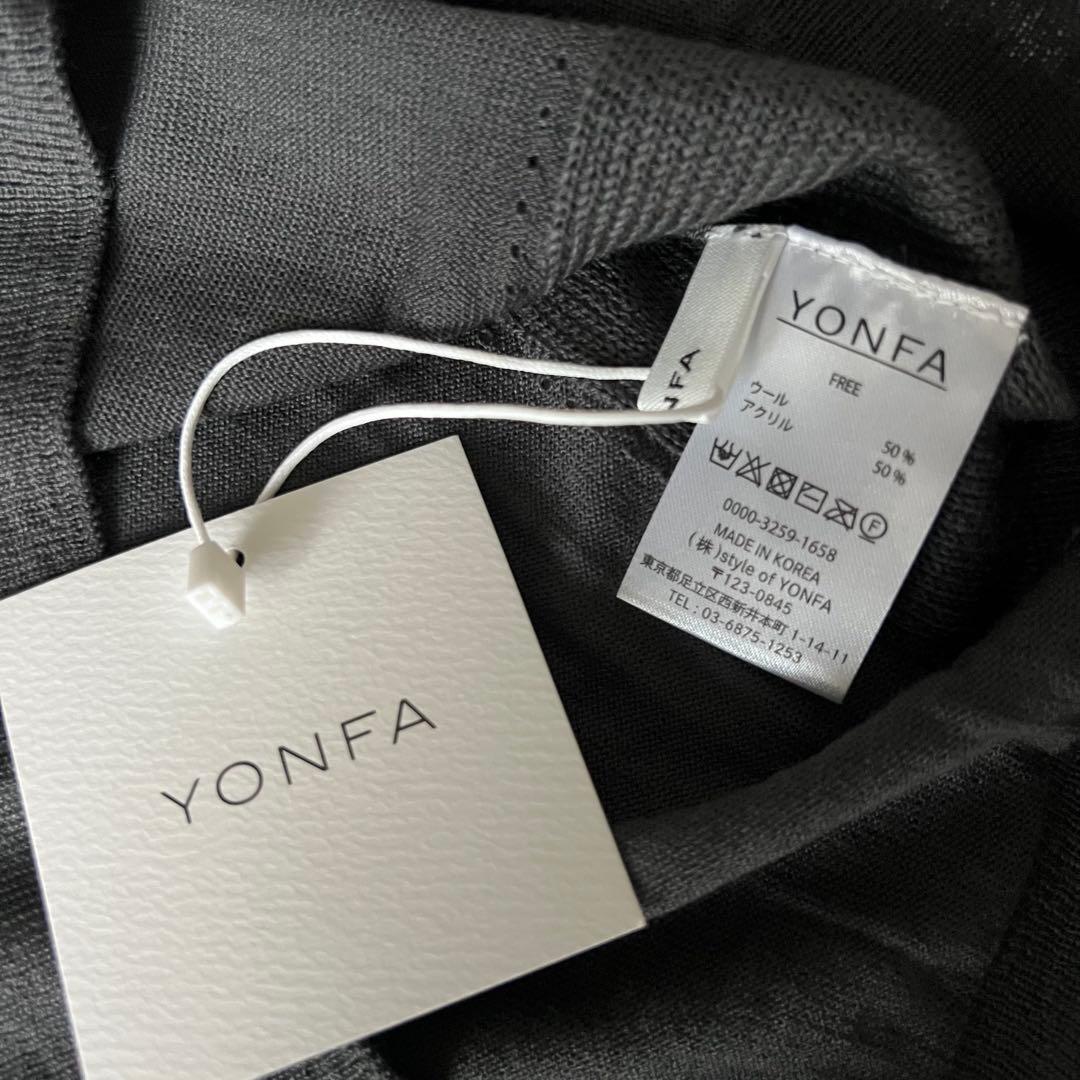 YONFA
FREE
ウール 50%
アクリル 50%
F
0000-3259-1658
MADE IN KOREA
(株)style of YONFA
〒123-0845
東京都足立区西新井本町 1-14-11
TEL : 03-6875-1253
YONFA